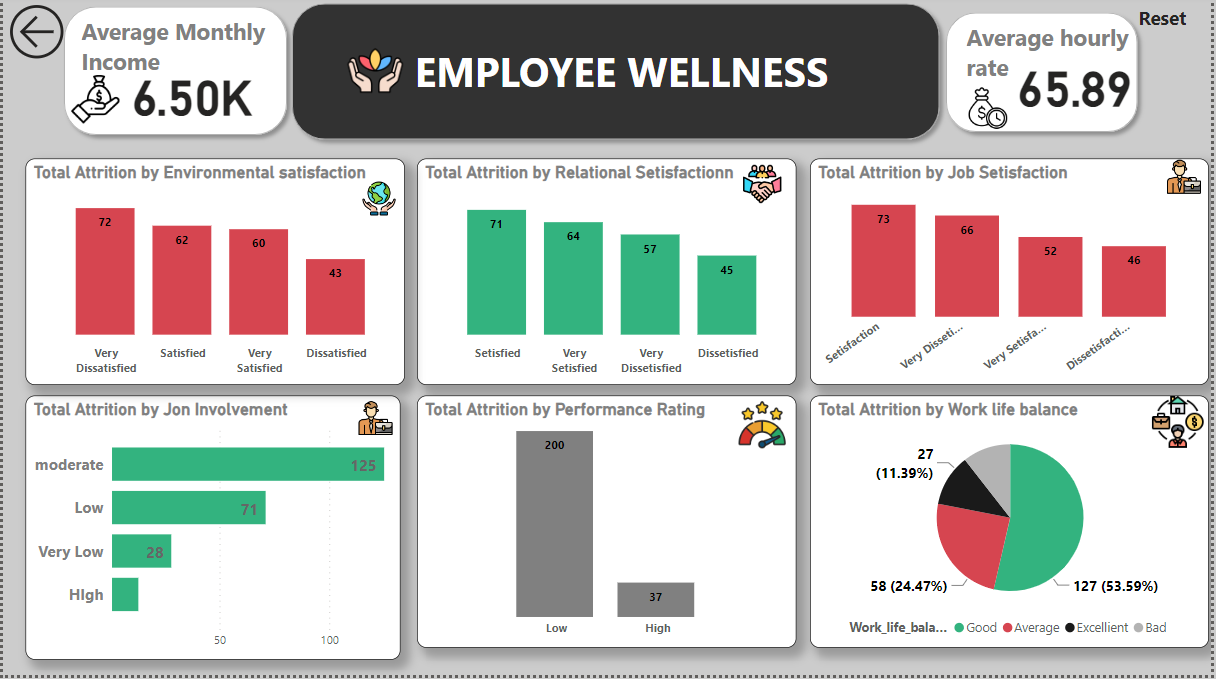 Average Monthly
Income
6.50K
EMPLOYEE WELLNESS
Average hourly
rate
65.89
Reset
Total Attrition by Environmental satisfaction
72
62
60
43
Very
Dissatisfied
Satisfied
Very
Satisfied
Dissatisfied
Total Attrition by Relational Setisfactionn
71
64
57
45
Setisfied
Very
Setisfied
Very
Dissetisfied
Dissetisfied
Total Attrition by Job Setisfaction
73
66
52
46
Setisfaction
Very Disseti...
Very Setisfa...
Dissetisfacti...
Total Attrition by Jon Involvement
moderate 125
Low 71
Very Low 28
HIgh
50 100
Total Attrition by Performance Rating
200
37
Low High
Total Attrition by Work life balance
27
(11.39%)
58 (24.47%)
127 (53.59%)
Work_life_bala... Good Average Excellient Bad